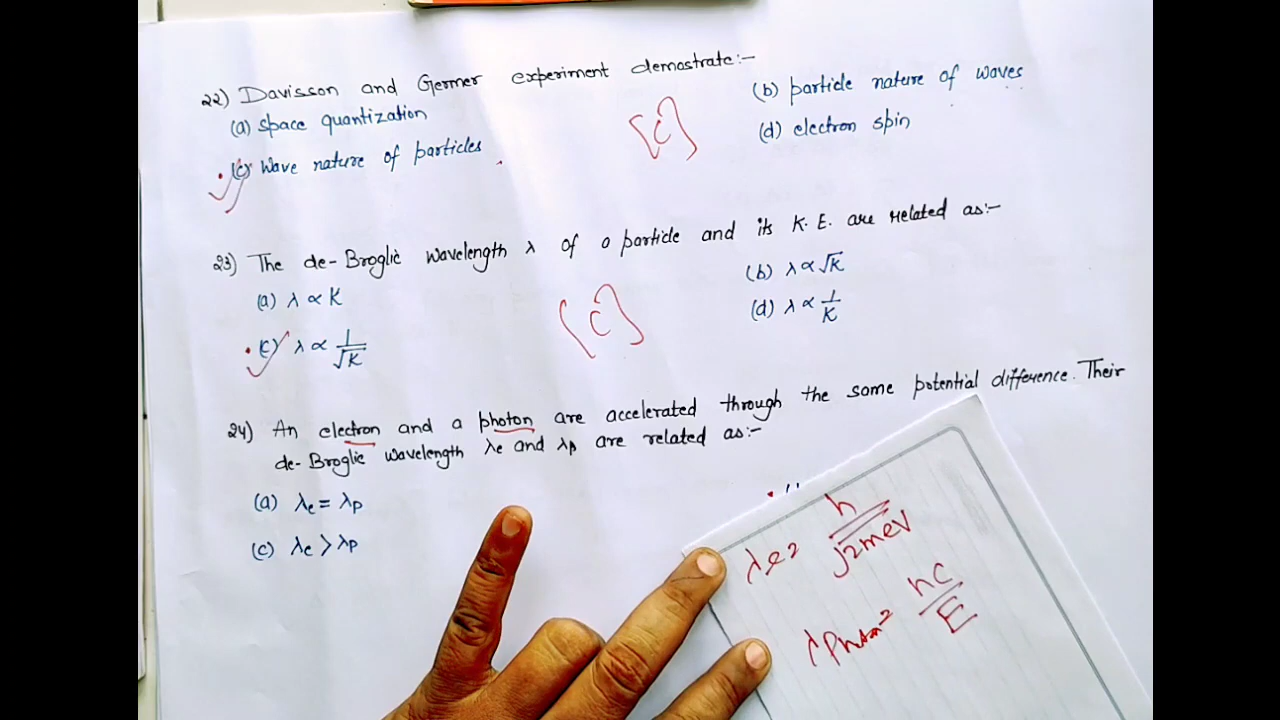 22) Davisson and Germer experiment demostrate:-
(a) space quantization
(b) particle nature of waves
(c) Wave nature of particles
[C]
(d) electron spin
23) The de-Broglie wavelength λ of a particle and its K.E. are related as:-
(a) λ ∝ K
(b) λ ∝ √K
(c) λ ∝ 1/√K
[C]
(d) λ ∝ 1/K
24) An electron and a photon are accelerated through the some potential difference. Their
de-Broglie wavelength λe and λp are related as:-
(a) λe = λp
(c) λe > λp
λe = h/√2meV
λphoton = hc/E